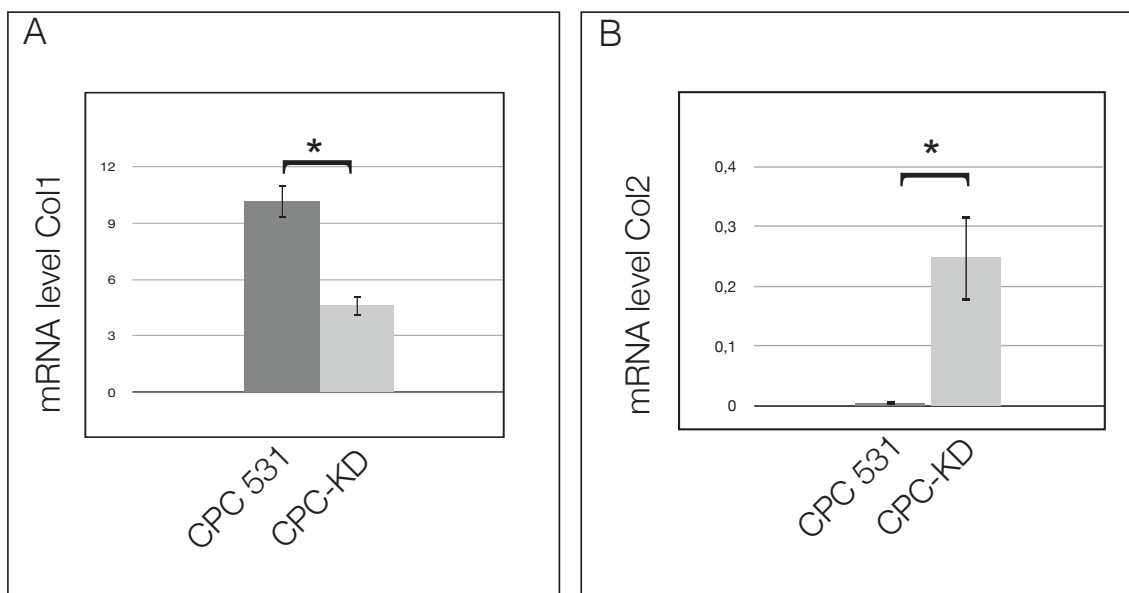 A
mRNA level Col1
*
12
9
6
3
0
CPC 531
CPC-KD
B
mRNA level Col2
*
0,4
0,3
0,2
0,1
0
CPC 531
CPC-KD